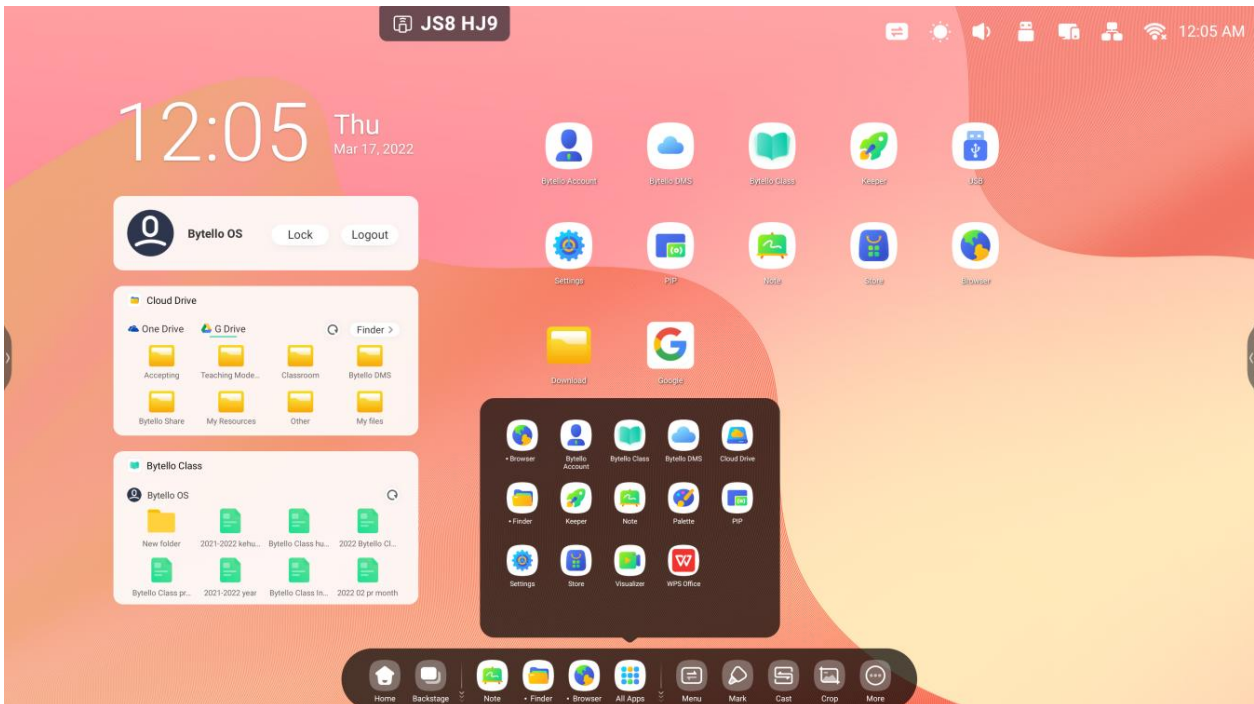 JS8 HJ9
12:05 AM
12:05
Thu
Mar 17, 2022
Bytello OS
Lock
Logout
Cloud Drive
One Drive
G Drive
Finder >
Accepting
Teaching Mode...
Classroom
Bytello DMS
Bytello Share
My Resources
Other
My files
Bytello Class
Bytello OS
New folder
2021-2022 kehu...
Bytello Class hu...
2022 Bytello Cl...
Bytello Class pr...
2021-2022 year
Bytello Class In...
2022 02 pr month
Bytello Account
Bytello DMS
Bytello Class
Keeper
USB
Settings
PIP
Note
Store
Browser
Download
Google
• Browser
Bytello
Account
Bytello Class
Bytello DMS
Cloud Drive
• Finder
Keeper
Note
Palette
PIP
Settings
Store
Visualizer
WPS Office
Home
Backstage
Note
• Finder
• Browser
All Apps
Menu
Mark
Cast
Crop
More